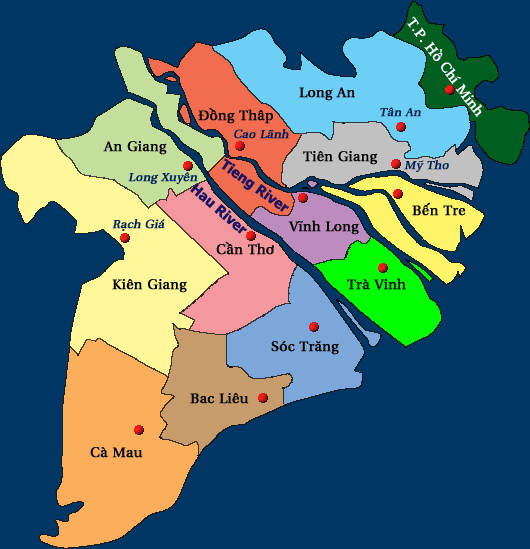 T.P. Hồ Chí Minh
Long An
Đồng Thâp
Tân An
Cao Lãnh
An Giang
Tiên Giang
Mỹ Tho
Long Xuyên
Tieng River
Hau River
Bến Tre
Rạch Giá
Vĩnh Long
Cần Thơ
Kiên Giang
Trà Vinh
Sóc Trăng
Bac Liêu
Cà Mau